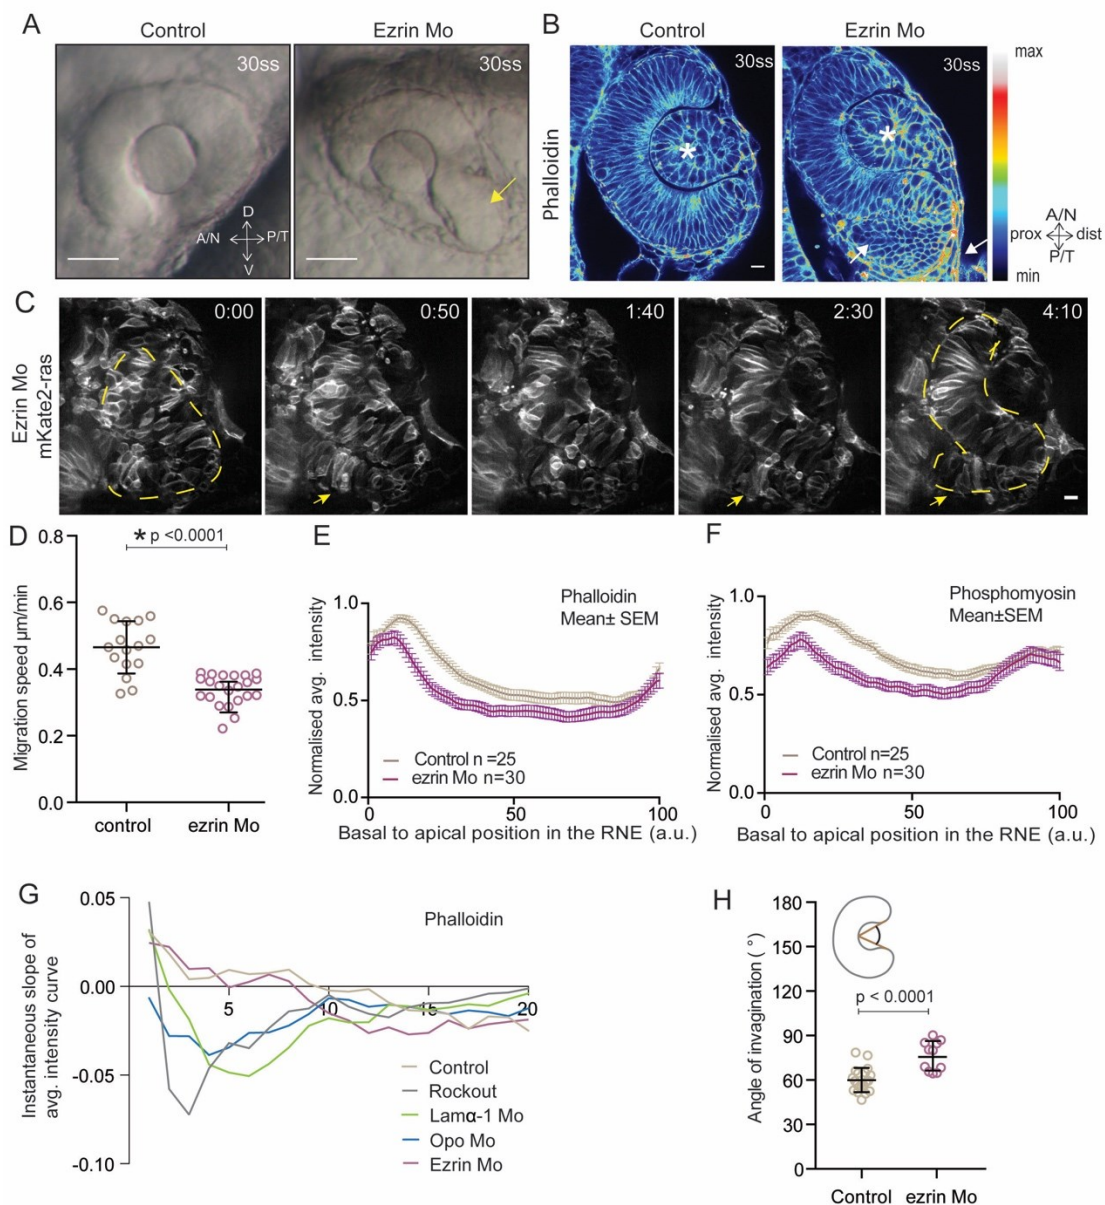 A
Control
Ezrin Mo
30ss
30ss
D
A/N
P/T
V
B
Control
Ezrin Mo
Phalloidin
30ss
30ss
max
min
A/N
prox
dist
P/T
C
Ezrin Mo
mKate2-ras
0:00
0:50
1:40
2:30
4:10
D
Migration speed µm/min
0.8
0.6
0.4
0.2
0.0
* p <0.0001
control
ezrin Mo
E
Normalised avg. intensity
1.0
0.5
0.0
Phalloidin
Mean± SEM
Control n =25
ezrin Mo n=30
0
50
100
Basal to apical position in the RNE (a.u.)
F
Normalised avg. intensity
1.0
0.5
0.0
Phosphomyosin
Mean±SEM
Control n=25
ezrin Mo n=30
0
50
100
Basal to apical position in the RNE (a.u.)
G
Instantaneous slope of
avg. intensity curve
0.05
0.00
-0.05
-0.10
Phalloidin
5
10
15
20
Control
Rockout
Lamα-1 Mo
Opo Mo
Ezrin Mo
H
Angle of invagination (°)
180
150
120
90
60
30
0
p < 0.0001
Control
ezrin Mo